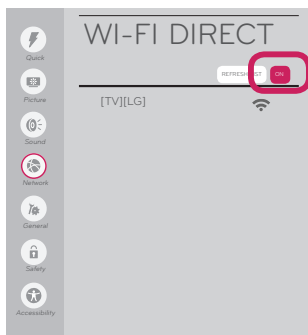 WI-FI DIRECT
REFRESH LIST ON
[TV][LG]
Quick
Picture
Sound
Network
General
Safety
Accessibility